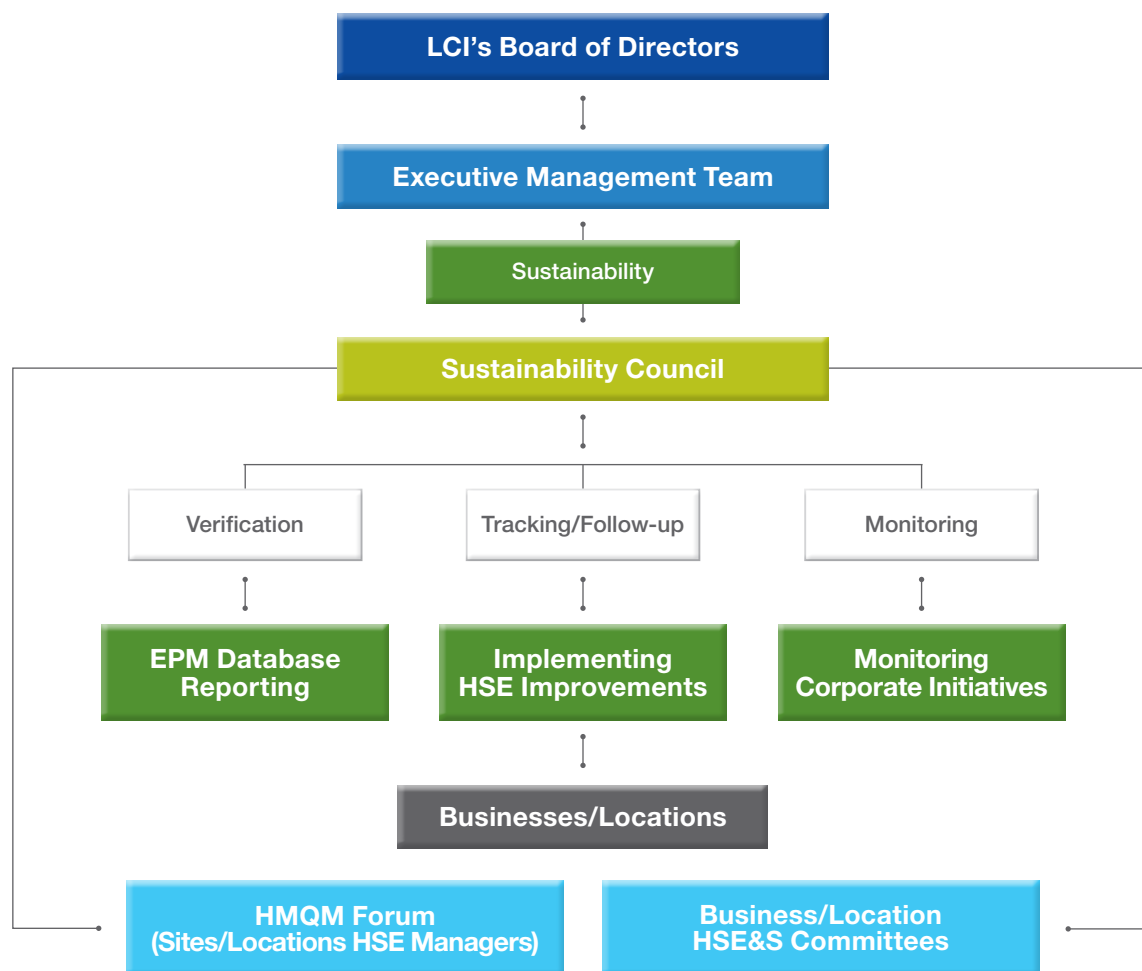 LCI's Board of Directors
Executive Management Team
Sustainability
Sustainability Council
Verification
Tracking/Follow-up
Monitoring
EPM Database
Reporting
Implementing
HSE Improvements
Monitoring
Corporate Initiatives
Businesses/Locations
HMQM Forum
(Sites/Locations HSE Managers)
Business/Location
HSE&S Committees